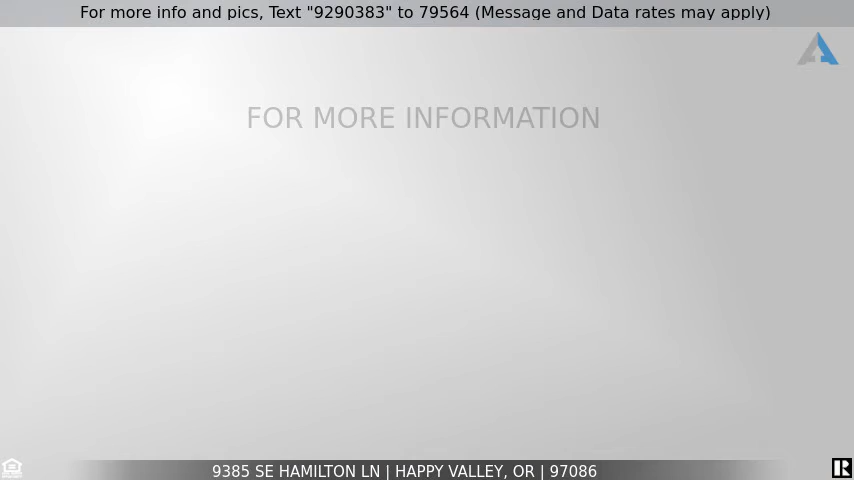 For more info and pics, Text "9290383" to 79564 (Message and Data rates may apply)
FOR MORE INFORMATION
9385 SE HAMILTON LN | HAPPY VALLEY, OR | 97086